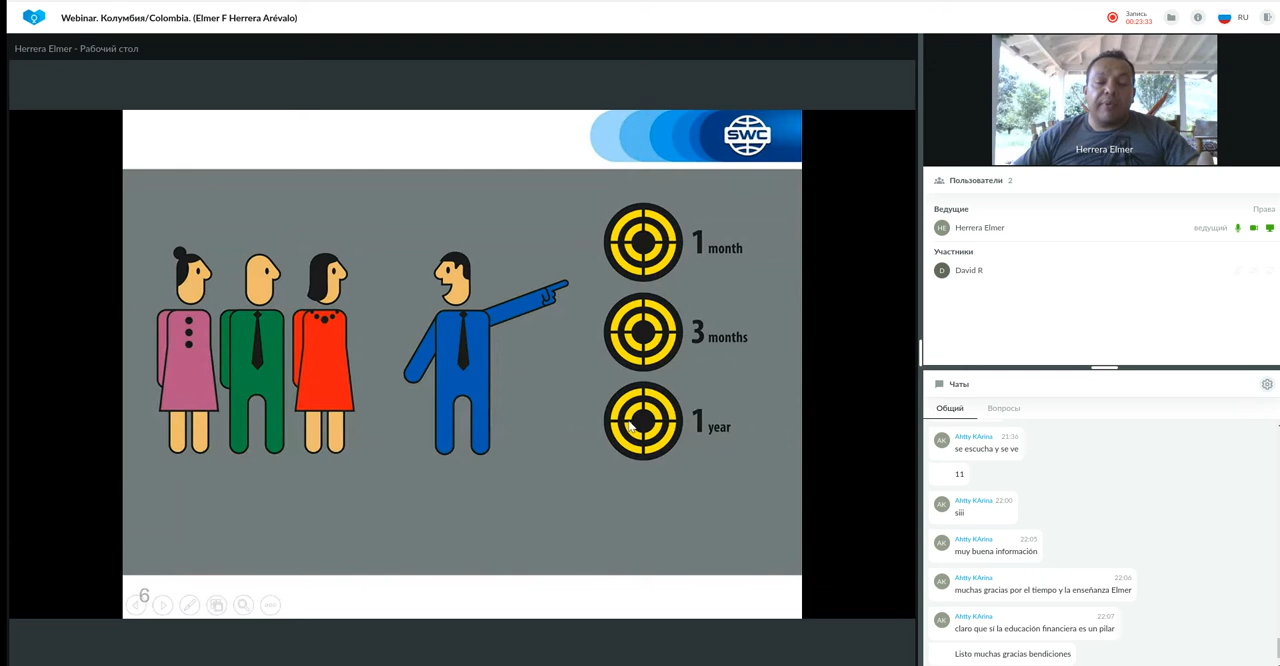 Webinar. Колумбия/Colombia. (Elmer F Herrera Arévalo)
Запись
00:23:33
RU
Herrera Elmer - Рабочий стол
SWC
1 month
3 months
1 year
6
Herrera Elmer
Пользователи 2
Ведущие Права
HE Herrera Elmer ведущий
Участники
D David R
Чаты
Общий Вопросы
AK Ahtty KArina 21:36
se escucha y se ve
11
AK Ahtty KArina 22:00
siii
AK Ahtty KArina 22:05
muy buena información
AK Ahtty KArina 22:06
muchas gracias por el tiempo y la enseñanza Elmer
AK Ahtty KArina 22:07
claro que sí la educación financiera es un pilar
Listo muchas gracias bendiciones